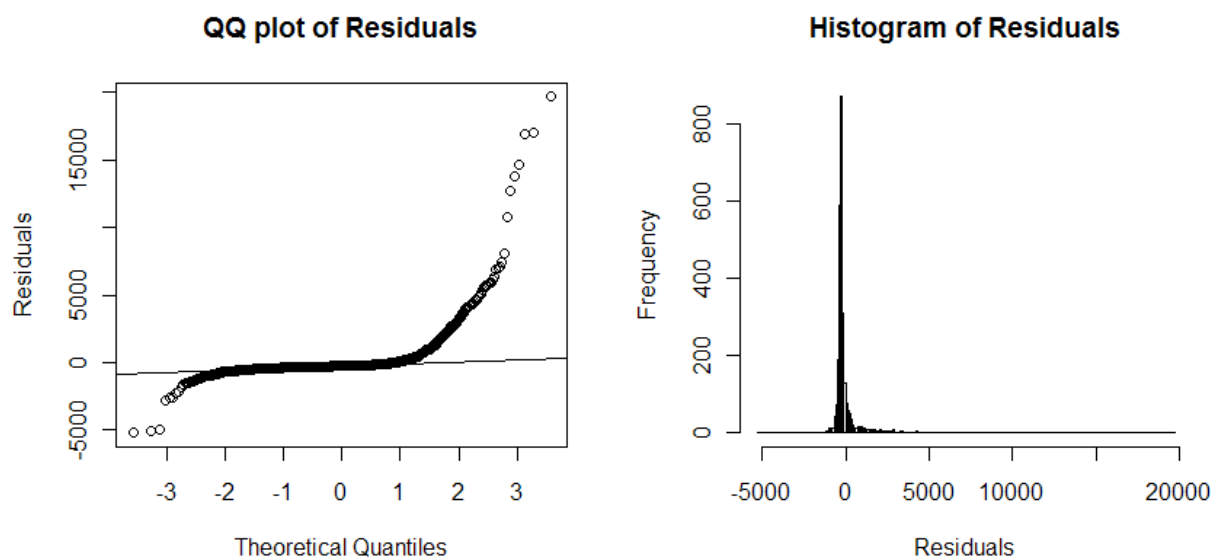 QQ plot of Residuals
Residuals
15000
5000
0
-5000
-3 -2 -1 0 1 2 3
Theoretical Quantiles
Histogram of Residuals
Frequency
800
600
400
200
0
-5000 0 5000 10000 20000
Residuals